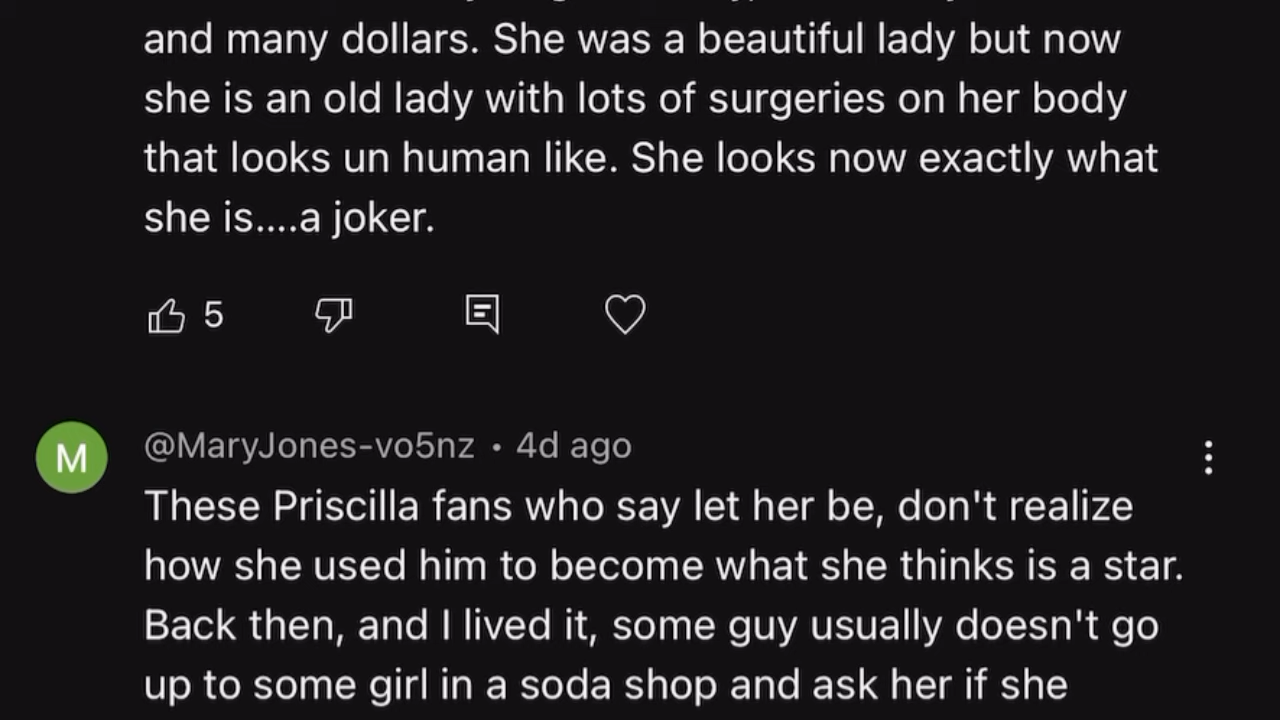 and many dollars. She was a beautiful lady but now
she is an old lady with lots of surgeries on her body
that looks un human like. She looks now exactly what
she is....a joker.
5
M
@MaryJones-vo5nz • 4d ago
These Priscilla fans who say let her be, don't realize
how she used him to become what she thinks is a star.
Back then, and I lived it, some guy usually doesn't go
up to some girl in a soda shop and ask her if she